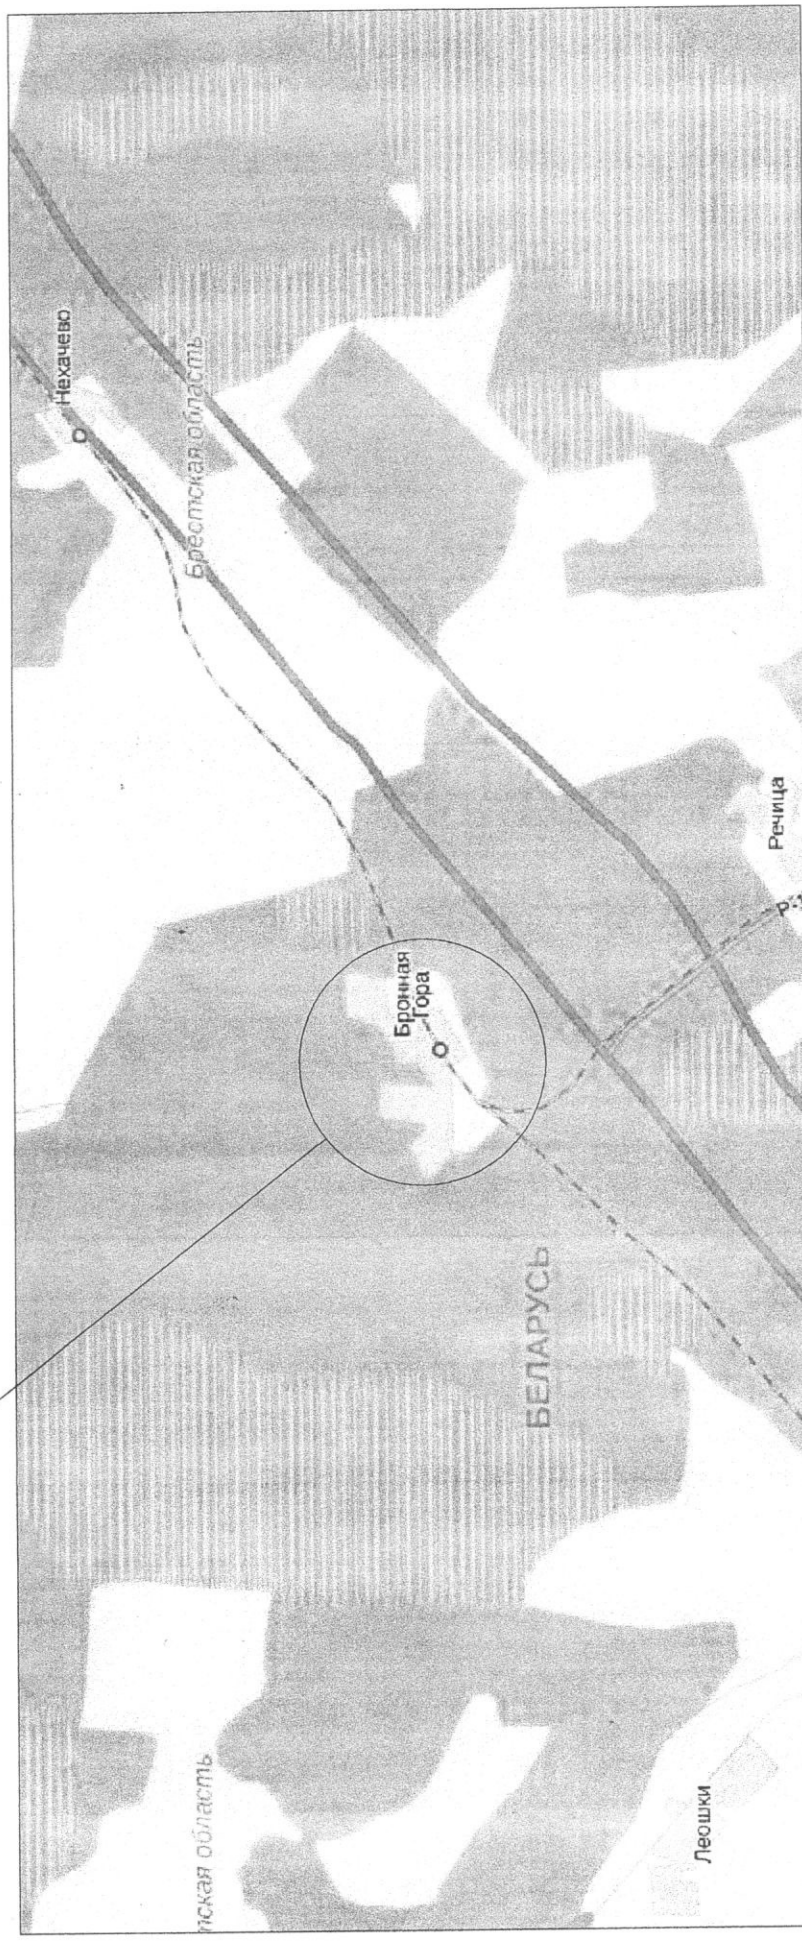 Нехачево
Брестская область
Бронная
Гора
Речица
БЕЛАРУСЬ
тская область
Леошки